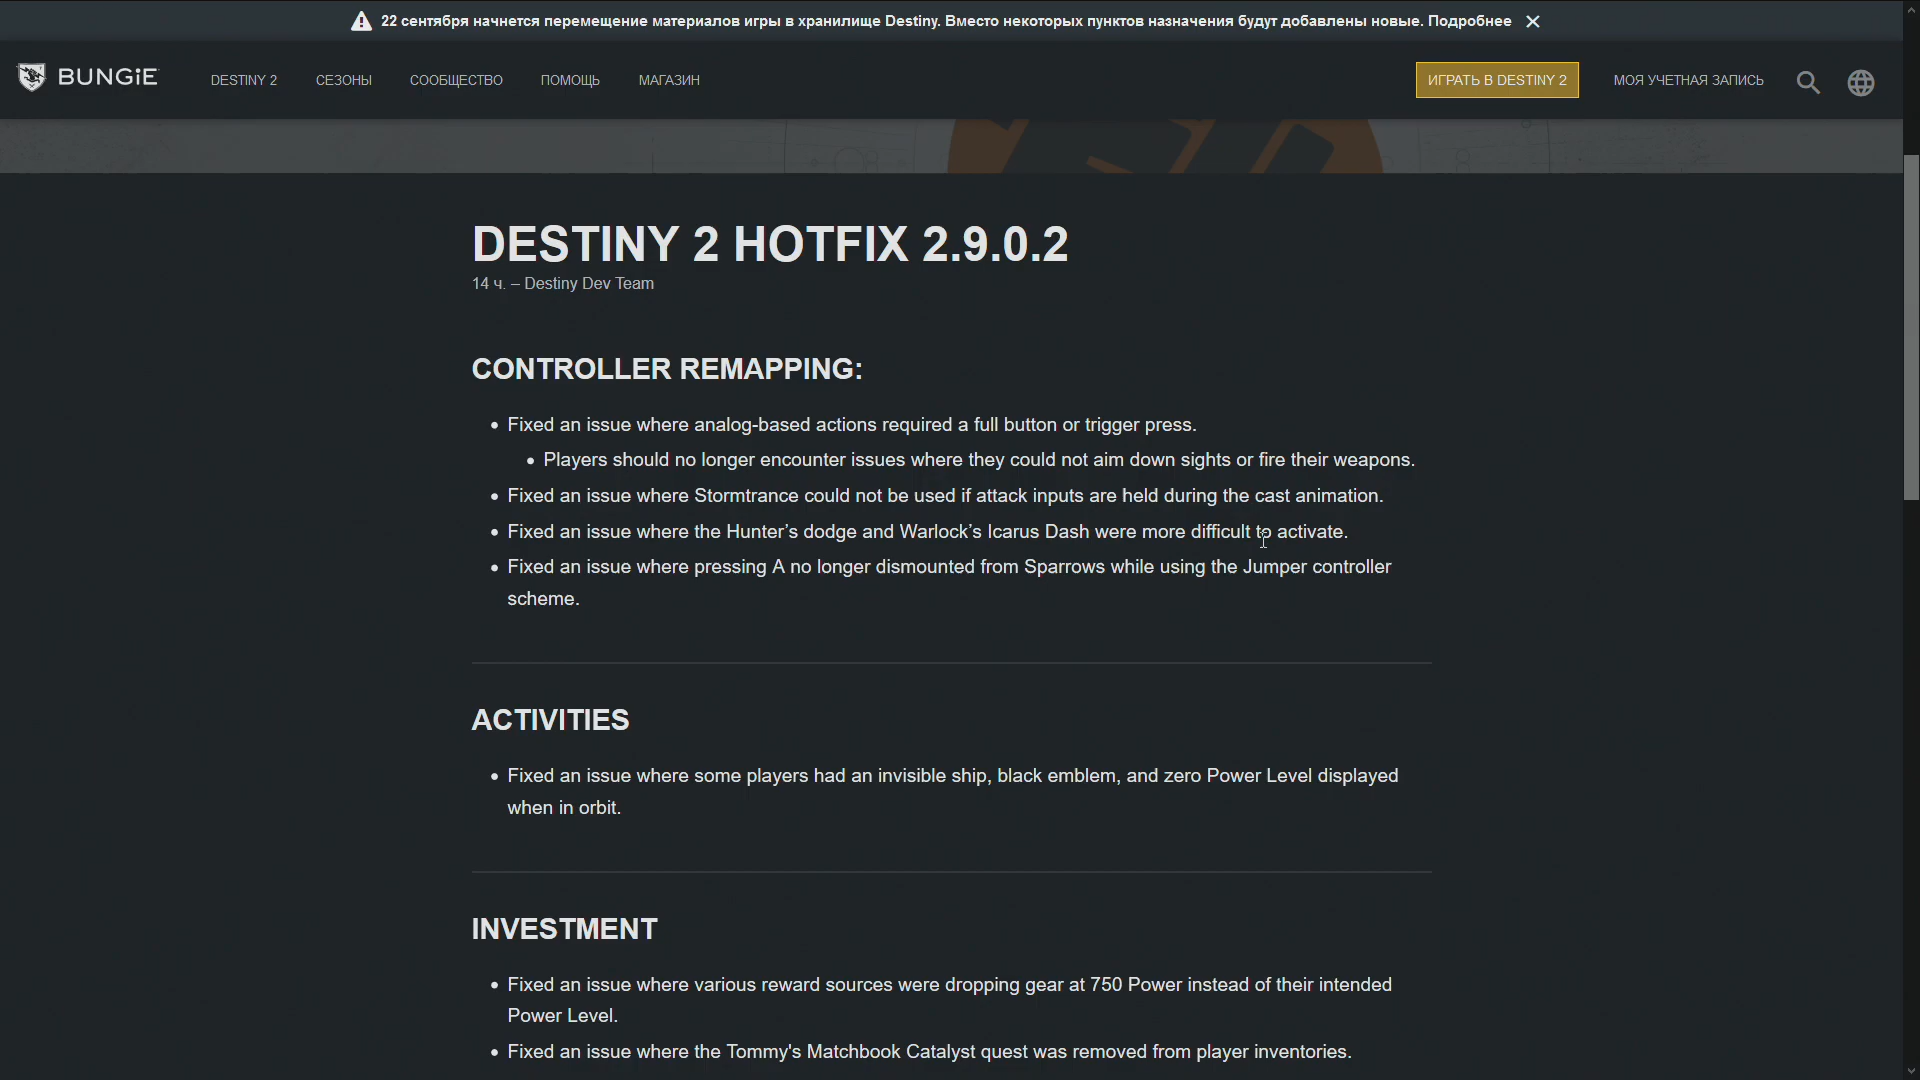 22 сентября начнется перемещение материалов игры в хранилище Destiny. Вместо некоторых пунктов назначения будут добавлены новые. Подробнее
BUNGiE
DESTINY 2
СЕЗОНЫ
СООБЩЕСТВО
ПОМОЩЬ
МАГАЗИН
ИГРАТЬ В DESTINY 2
МОЯ УЧЕТНАЯ ЗАПИСЬ
DESTINY 2 HOTFIX 2.9.0.2
14 ч. – Destiny Dev Team
CONTROLLER REMAPPING:
• Fixed an issue where analog-based actions required a full button or trigger press.
• Players should no longer encounter issues where they could not aim down sights or fire their weapons.
• Fixed an issue where Stormtrance could not be used if attack inputs are held during the cast animation.
• Fixed an issue where the Hunter’s dodge and Warlock’s Icarus Dash were more difficult to activate.
• Fixed an issue where pressing A no longer dismounted from Sparrows while using the Jumper controller
scheme.
ACTIVITIES
• Fixed an issue where some players had an invisible ship, black emblem, and zero Power Level displayed
when in orbit.
INVESTMENT
• Fixed an issue where various reward sources were dropping gear at 750 Power instead of their intended
Power Level.
• Fixed an issue where the Tommy's Matchbook Catalyst quest was removed from player inventories.